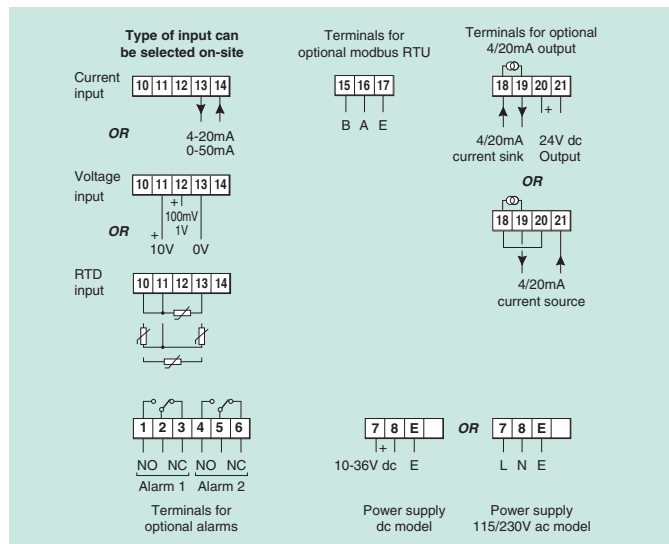 Type of input can
be selected on-site
Current
input
10 11 12 13 14
OR
4-20mA
0-50mA
Voltage
input
10 11 12 13 14
+
100mV
1V
OR
+
10V 0V
RTD
input
10 11 12 13 14
Terminals for
optional modbus RTU
15 16 17
B A E
Terminals for optional
4/20mA output
18 19 20 21
+
4/20mA
current sink
24V dc
Output
OR
18 19 20 21
4/20mA
current source
1 2 3 4 5 6
NO NC NO NC
Alarm 1 Alarm 2
Terminals for
optional alarms
7 8 E
+
10-36V dc E
Power supply
dc model
OR
7 8 E
L N E
Power supply
115/230V ac model